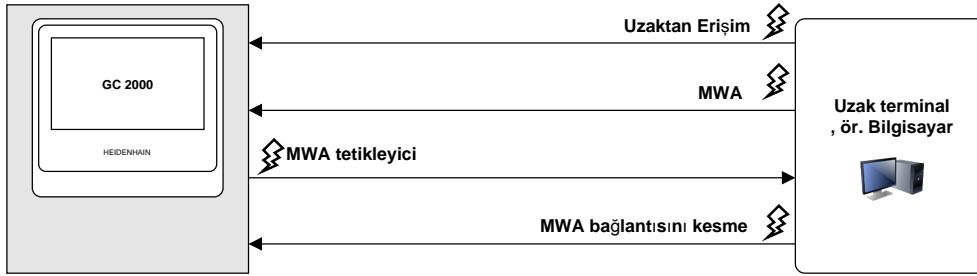 Uzaktan Erişim
GC 2000
MWA
Uzak terminal
, ör. Bilgisayar
HEIDENHAIN
MWA tetikleyici
MWA bağlantısını kesme